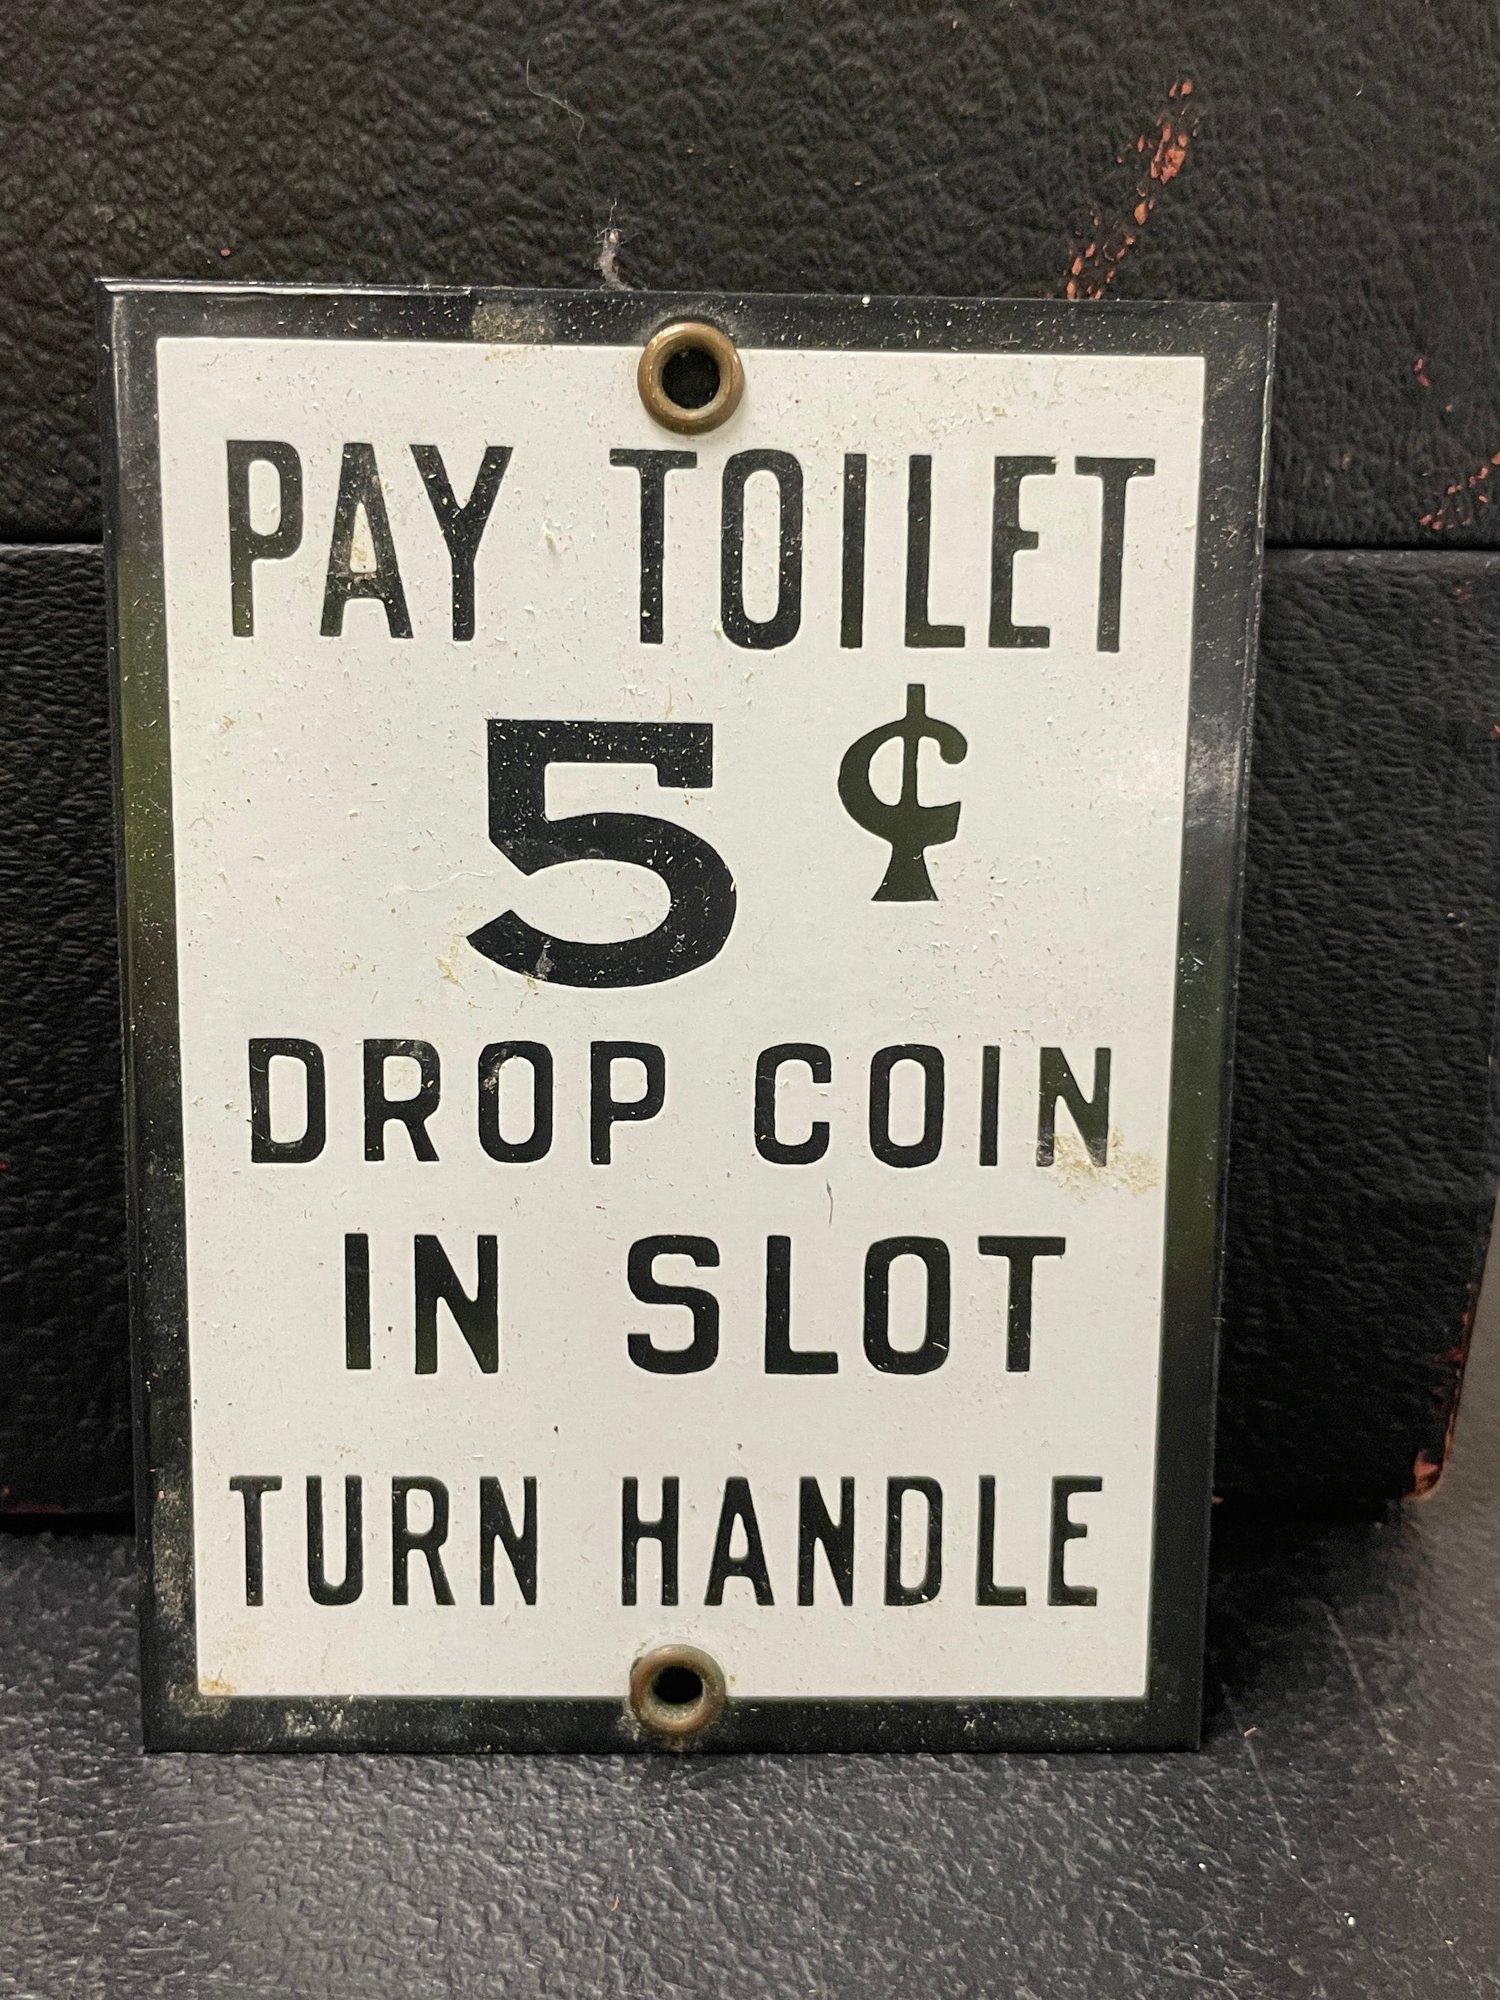 PAY TOILET
5 ¢
DROP COIN
IN SLOT
TURN HANDLE